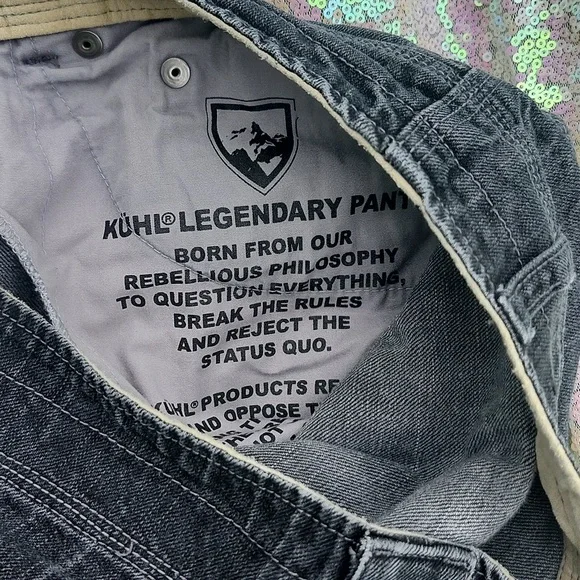 KÜHL® LEGENDARY PANT
BORN FROM OUR
REBELLIOUS PHILOSOPHY
TO QUESTION EVERYTHING,
BREAK THE RULES
AND REJECT THE
STATUS QUO.
KÜHL® PRODUCTS RE
AND OPPOSE T